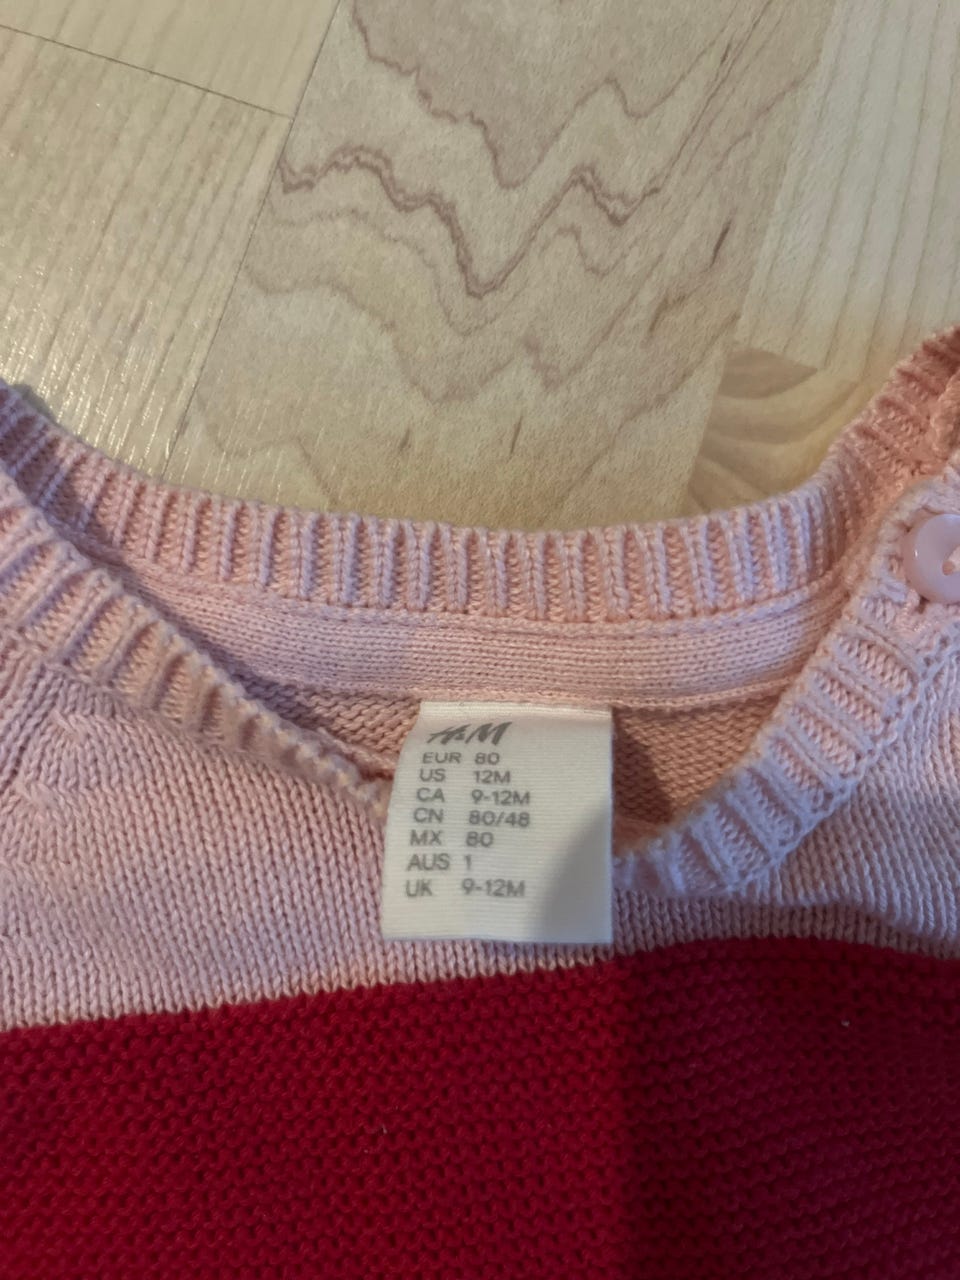 H&M
EUR 80
US 12M
CA 9-12M
CN 80/48
MX 80
AUS 1
UK 9-12M